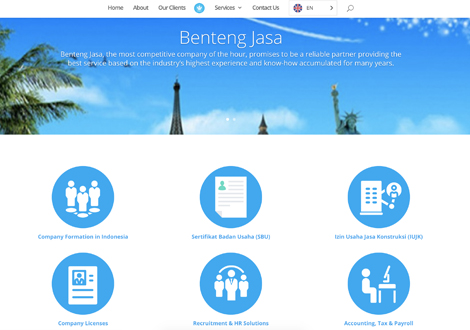 Home About Our Clients Services Contact Us EN
Benteng Jasa
Benteng Jasa, the most competitive company of the hour, promises to be a reliable partner providing the
best service based on the industry's highest experience and know-how accumulated for many years.
Company Formation in Indonesia Sertifikat Badan Usaha (SBU) Izin Usaha Jasa Konstruksi (IUJK)
Company Licenses Recruitment & HR Solutions Accounting, Tax & Payroll